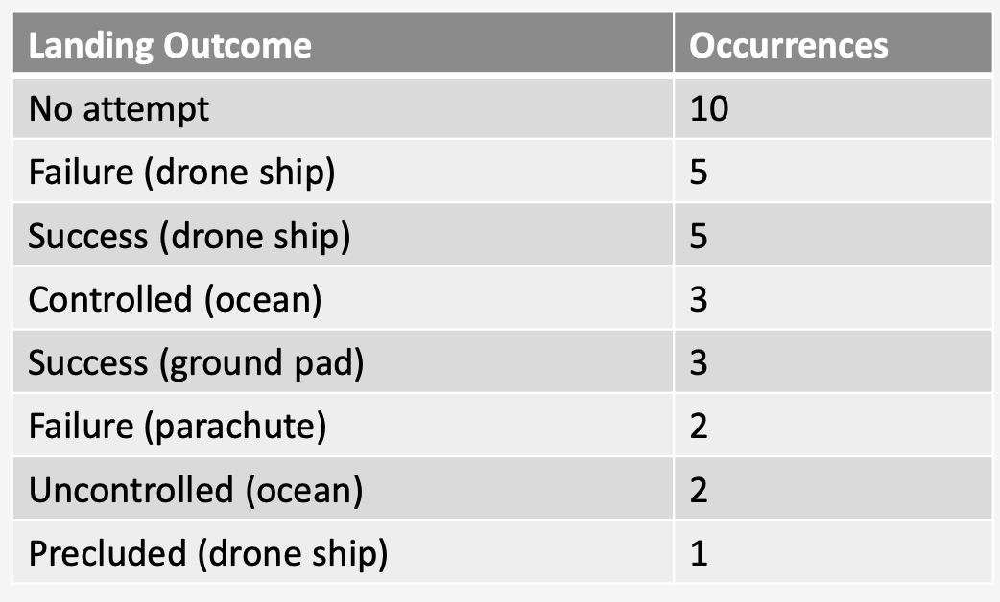 Landing Outcome Occurrences
No attempt 10
Failure (drone ship) 5
Success (drone ship) 5
Controlled (ocean) 3
Success (ground pad) 3
Failure (parachute) 2
Uncontrolled (ocean) 2
Precluded (drone ship) 1